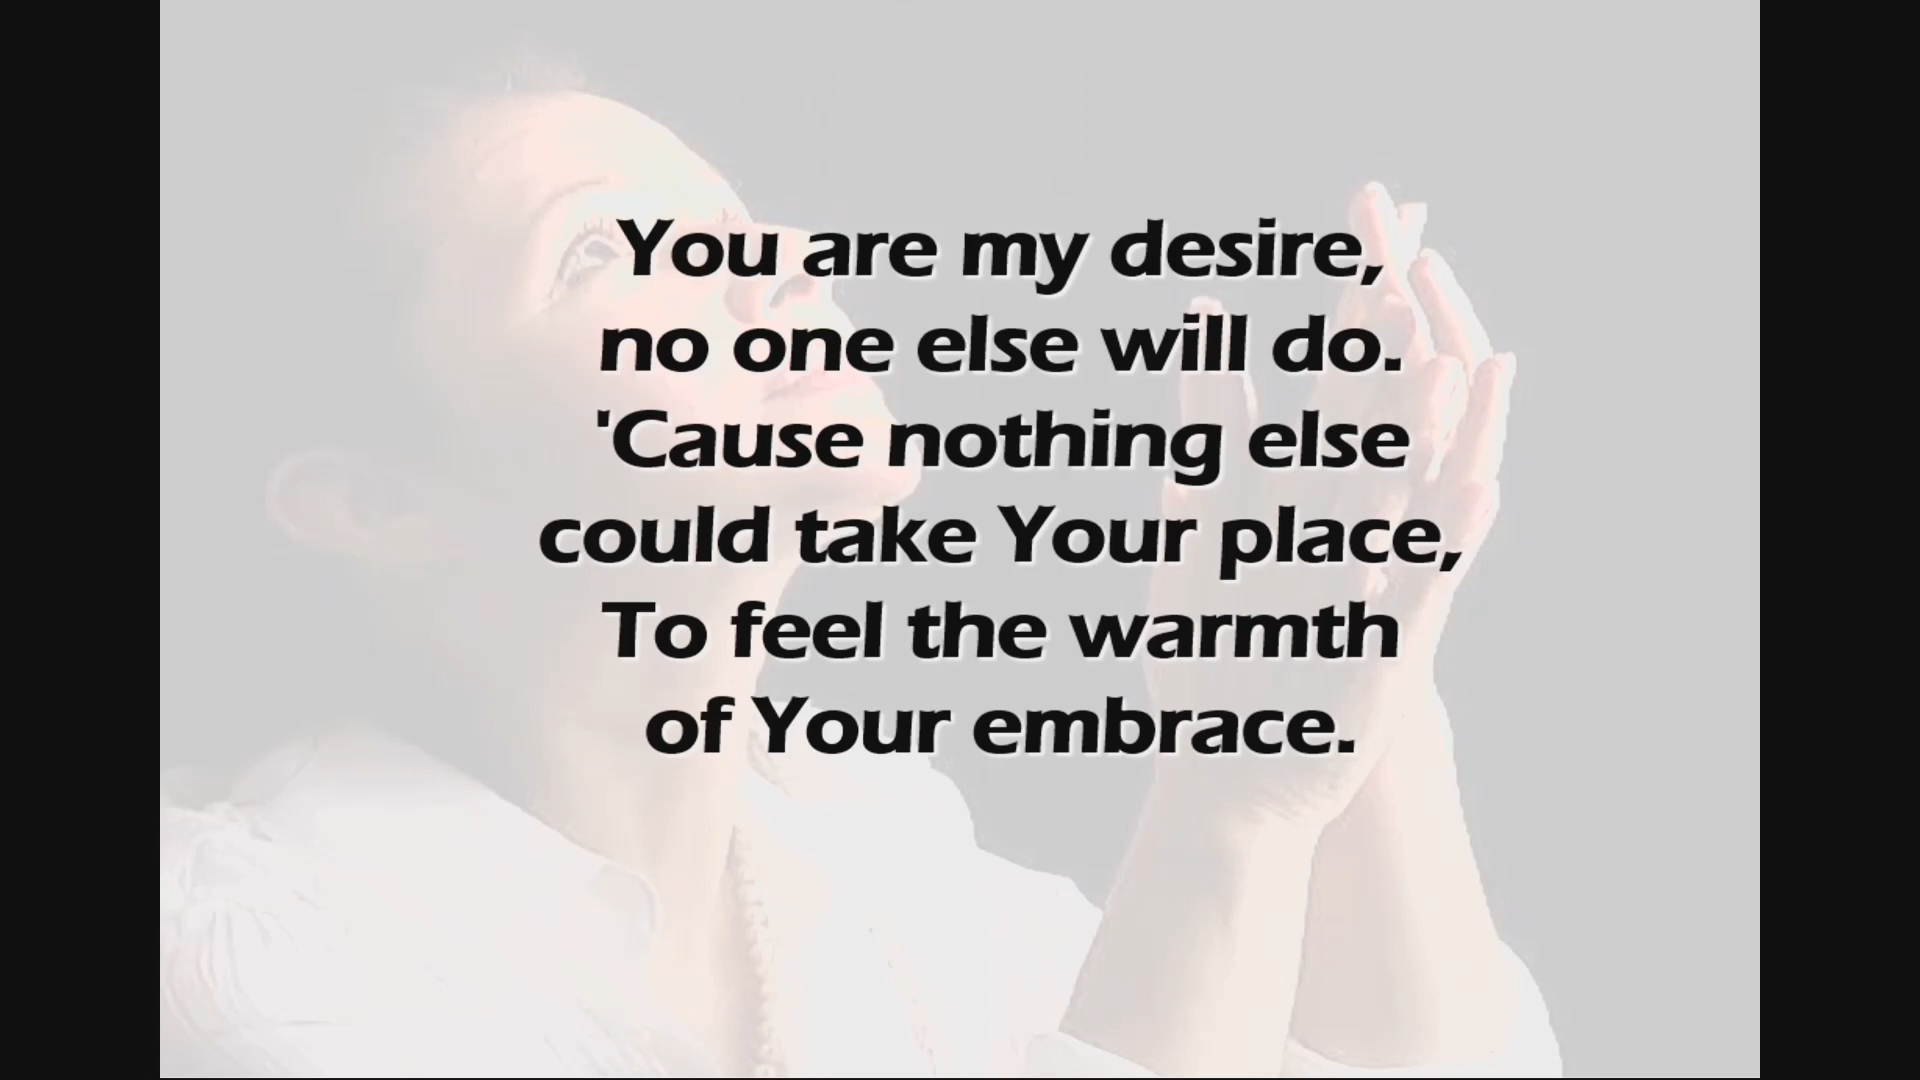 You are my desire,
no one else will do.
'Cause nothing else
could take Your place,
To feel the warmth
of Your embrace.